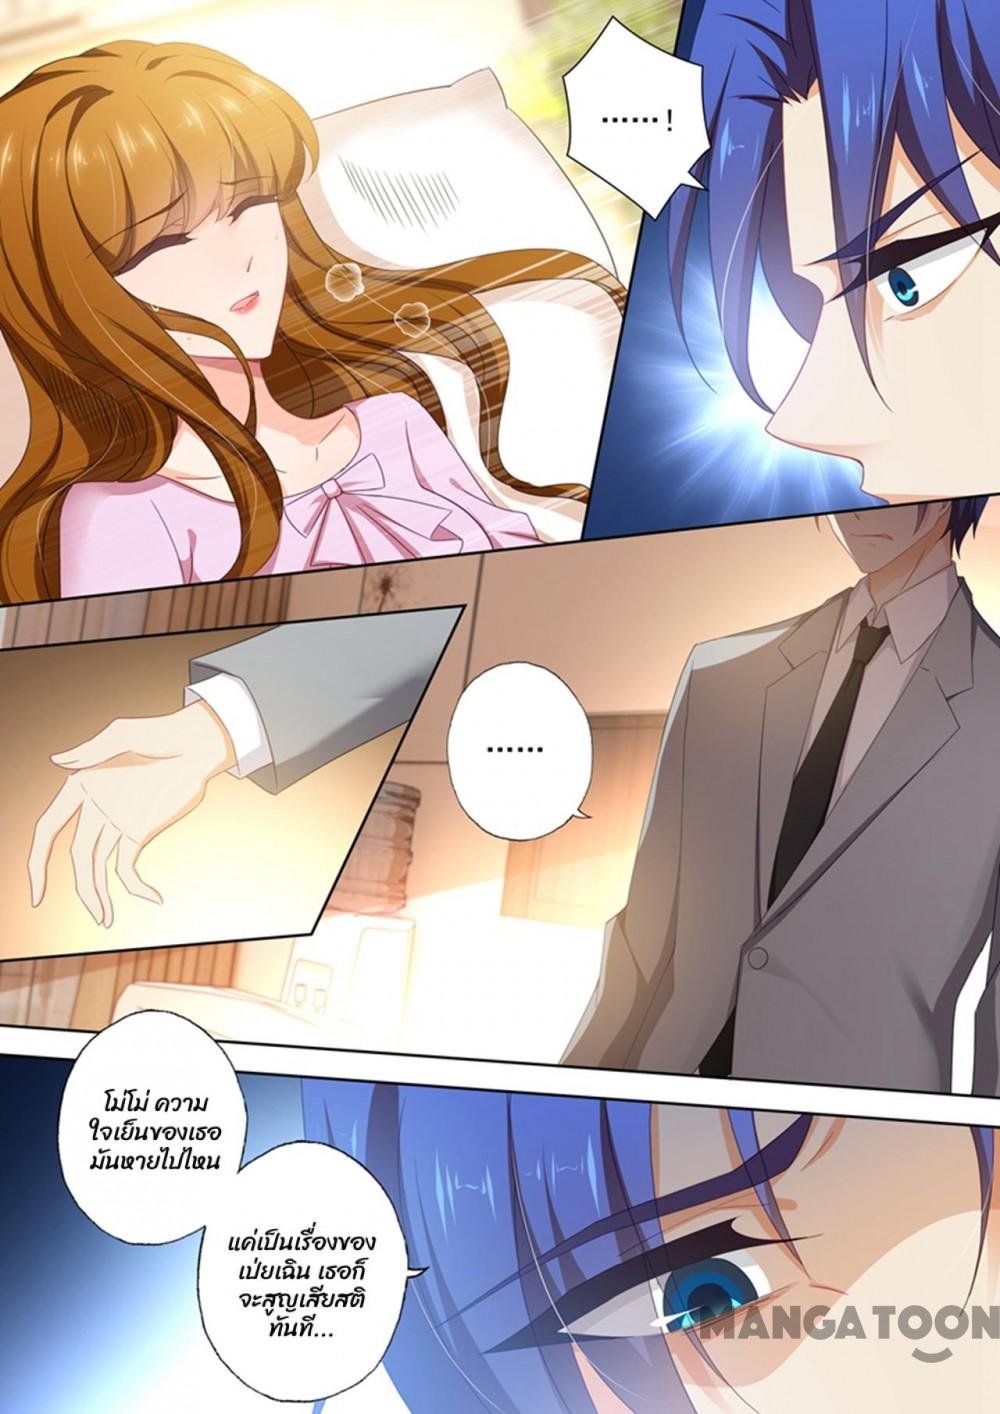 ......!
......
โม่โม่ ความ
ใจเย็นของเธอ
มันหายไปไหน
แค่เป็นเรื่องของ
เป่ยเฉิน เธอก็
จะสูญเสียสติ
ทันที...
MANGATOON